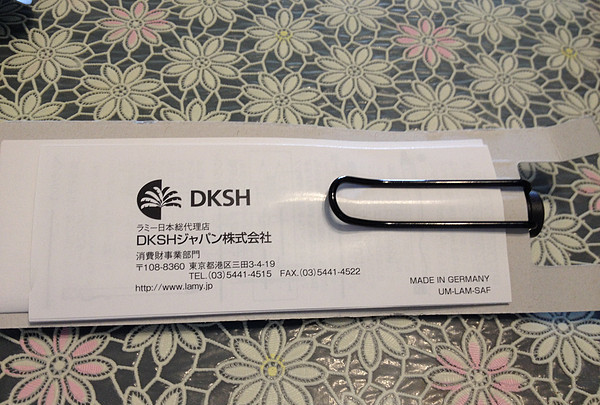 DKSH
ラミー日本総代理店
DKSHジャパン株式会社
消費財事業部門
〒108-8360 東京都港区三田3-4-19
TEL.(03)5441-4515 FAX.(03)5441-4522
http://www.lamy.jp
MADE IN GERMANY
UM-LAM-SAF